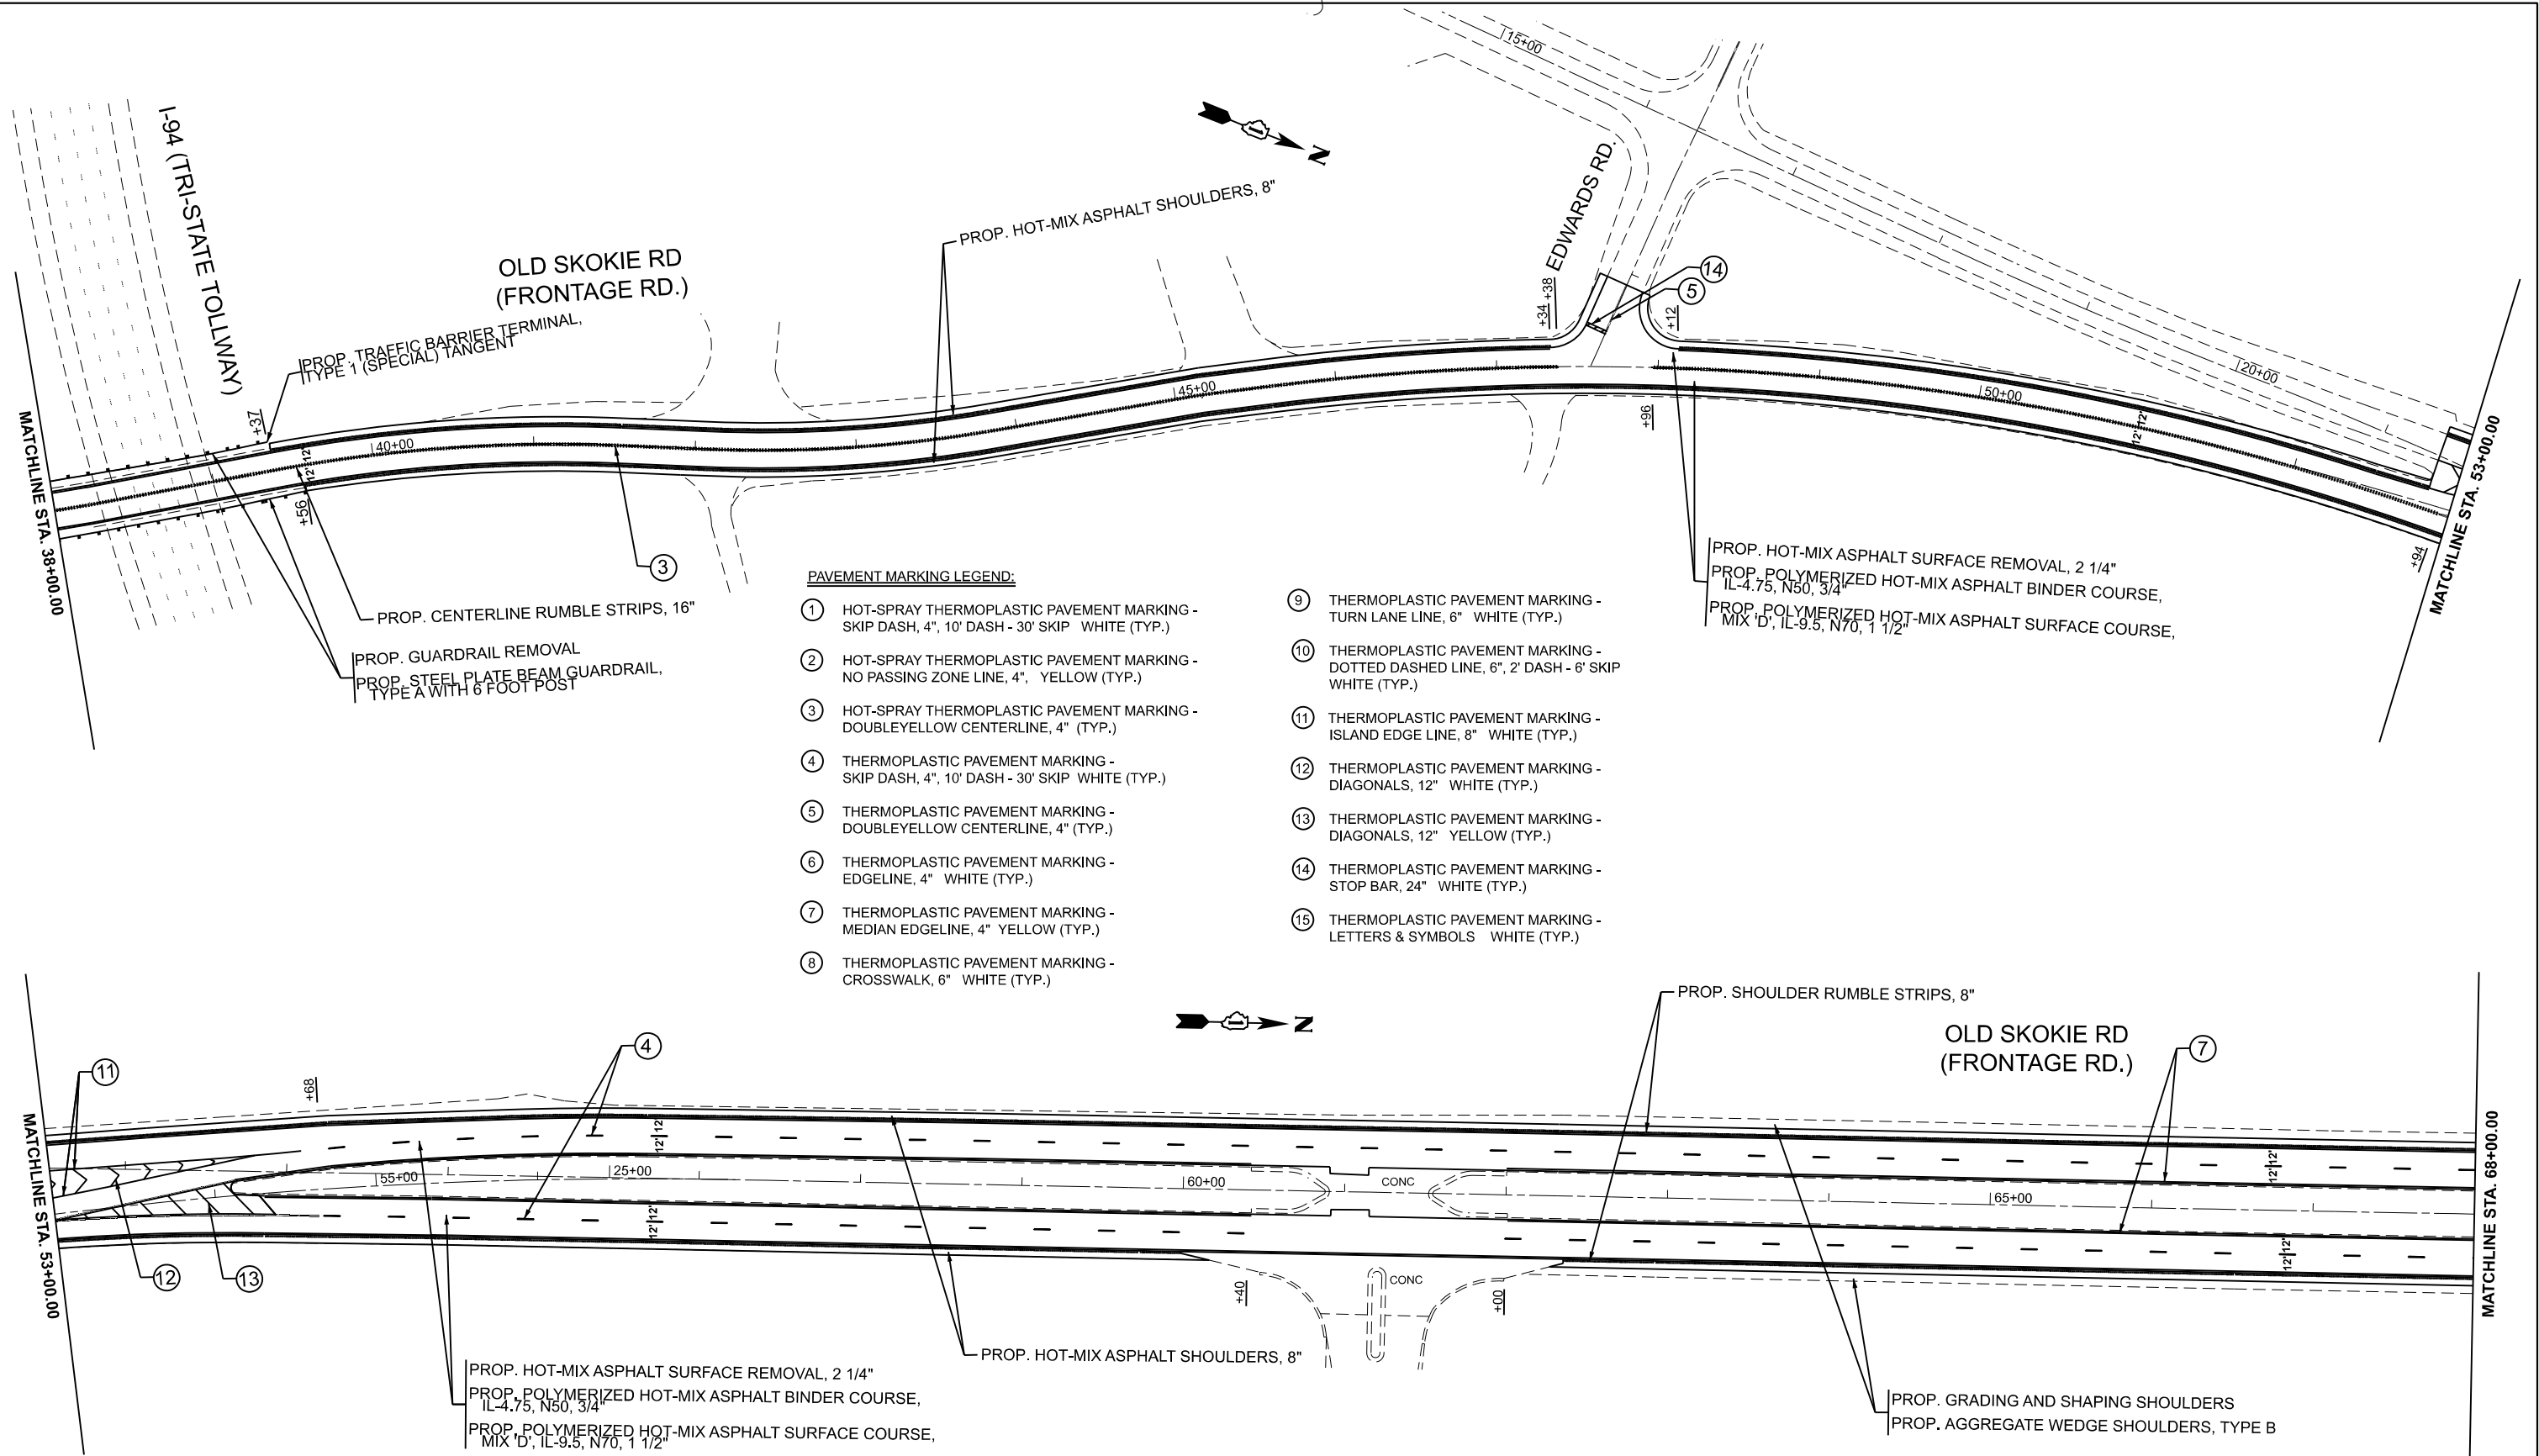 15+00
I-94 (TRI-STATE TOLLWAY)
N
OLD SKOKIE RD
(FRONTAGE RD.)
PROP. HOT-MIX ASPHALT SHOULDERS, 8"
EDWARDS RD.
14
5
+34
+38
+12
PROP. TRAFFIC BARRIER TERMINAL,
TYPE 1 (SPECIAL) TANGENT
20+00
MATCHLINE STA. 38+00.00
+37
40+00
12' 12'
+56
45+00
+96
50+00
12' 12'
MATCHLINE STA. 53+00.00
+94
3
PROP. CENTERLINE RUMBLE STRIPS, 16"
PROP. GUARDRAIL REMOVAL
PROP. STEEL PLATE BEAM GUARDRAIL,
TYPE A WITH 6 FOOT POST
PROP. HOT-MIX ASPHALT SURFACE REMOVAL, 2 1/4"
PROP. POLYMERIZED HOT-MIX ASPHALT BINDER COURSE,
IL-4.75, N50, 3/4"
PROP. POLYMERIZED HOT-MIX ASPHALT SURFACE COURSE,
MIX 'D', IL-9.5, N70, 1 1/2"
PAVEMENT MARKING LEGEND:
1 HOT-SPRAY THERMOPLASTIC PAVEMENT MARKING -
SKIP DASH, 4", 10' DASH - 30' SKIP WHITE (TYP.)
2 HOT-SPRAY THERMOPLASTIC PAVEMENT MARKING -
NO PASSING ZONE LINE, 4", YELLOW (TYP.)
3 HOT-SPRAY THERMOPLASTIC PAVEMENT MARKING -
DOUBLEYELLOW CENTERLINE, 4" (TYP.)
4 THERMOPLASTIC PAVEMENT MARKING -
SKIP DASH, 4", 10' DASH - 30' SKIP WHITE (TYP.)
5 THERMOPLASTIC PAVEMENT MARKING -
DOUBLEYELLOW CENTERLINE, 4" (TYP.)
6 THERMOPLASTIC PAVEMENT MARKING -
EDGELINE, 4" WHITE (TYP.)
7 THERMOPLASTIC PAVEMENT MARKING -
MEDIAN EDGELINE, 4" YELLOW (TYP.)
8 THERMOPLASTIC PAVEMENT MARKING -
CROSSWALK, 6" WHITE (TYP.)
9 THERMOPLASTIC PAVEMENT MARKING -
TURN LANE LINE, 6" WHITE (TYP.)
10 THERMOPLASTIC PAVEMENT MARKING -
DOTTED DASHED LINE, 6", 2' DASH - 6' SKIP
WHITE (TYP.)
11 THERMOPLASTIC PAVEMENT MARKING -
ISLAND EDGE LINE, 8" WHITE (TYP.)
12 THERMOPLASTIC PAVEMENT MARKING -
DIAGONALS, 12" WHITE (TYP.)
13 THERMOPLASTIC PAVEMENT MARKING -
DIAGONALS, 12" YELLOW (TYP.)
14 THERMOPLASTIC PAVEMENT MARKING -
STOP BAR, 24" WHITE (TYP.)
15 THERMOPLASTIC PAVEMENT MARKING -
LETTERS & SYMBOLS WHITE (TYP.)
N
PROP. SHOULDER RUMBLE STRIPS, 8"
OLD SKOKIE RD
(FRONTAGE RD.)
11
4
7
+68
MATCHLINE STA. 53+00.00
12' 12'
12' 12'
55+00
25+00
60+00
CONC
65+00
12' 12'
12' 12'
MATCHLINE STA. 68+00.00
12
13
+40
CONC
+00
PROP. HOT-MIX ASPHALT SHOULDERS, 8"
PROP. HOT-MIX ASPHALT SURFACE REMOVAL, 2 1/4"
PROP. POLYMERIZED HOT-MIX ASPHALT BINDER COURSE,
IL-4.75, N50, 3/4"
PROP. POLYMERIZED HOT-MIX ASPHALT SURFACE COURSE,
MIX 'D', IL-9.5, N70, 1 1/2"
PROP. GRADING AND SHAPING SHOULDERS
PROP. AGGREGATE WEDGE SHOULDERS, TYPE B